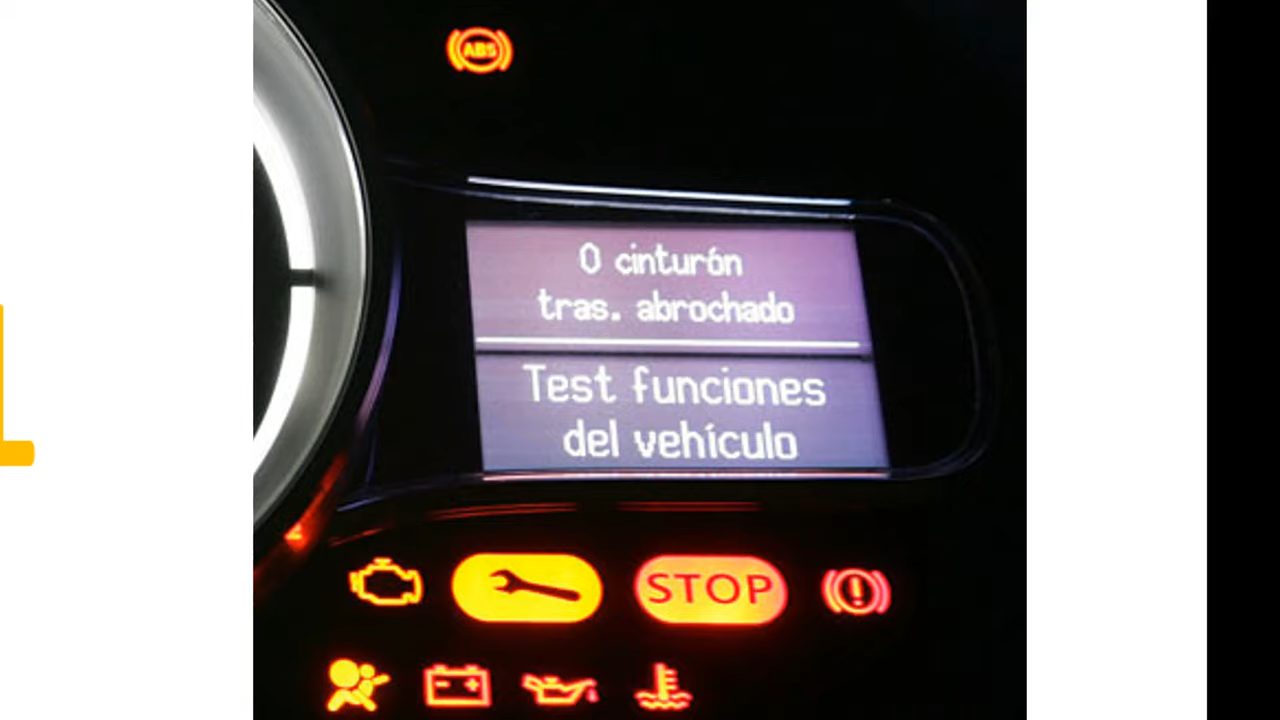 ABS
0 cinturón
tras. abrochado
Test funciones
del vehículo
STOP